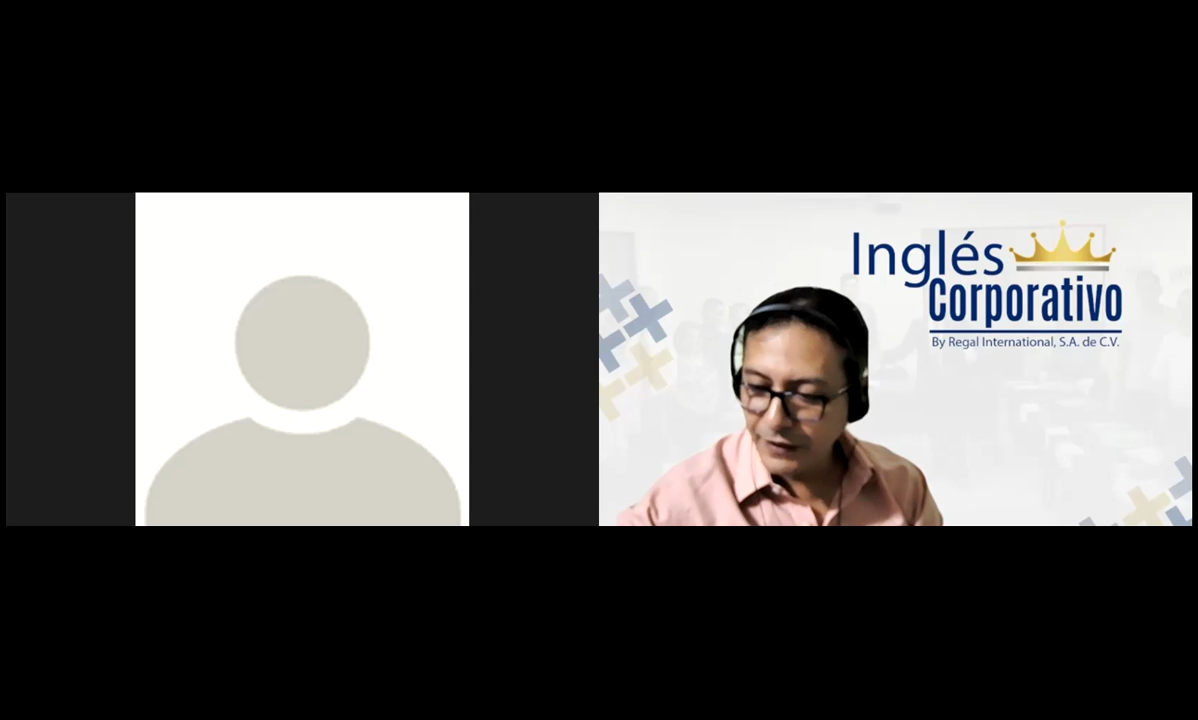 Inglés
Corporativo
By Regal International, S.A. de C.V.